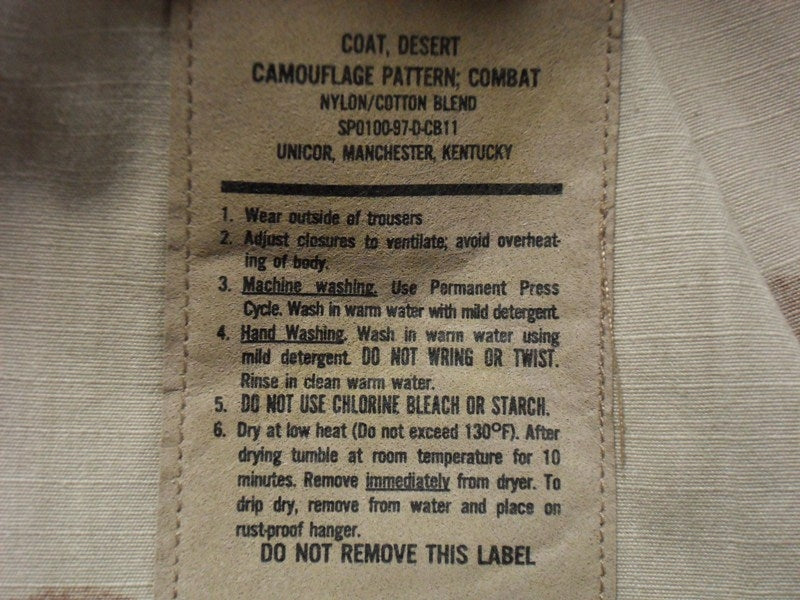 COAT, DESERT
CAMOUFLAGE PATTERN; COMBAT
NYLON/COTTON BLEND
SPO100-97-D-CB11
UNICOR, MANCHESTER, KENTUCKY
1. Wear outside of trousers
2. Adjust closures to ventilate; avoid overheat-
ing of body.
3. Machine washing. Use Permanent Press
Cycle. Wash in warm water with mild detergent.
4. Hand Washing. Wash in warm water using
mild detergent. DO NOT WRING OR TWIST.
Rinse in clean warm water.
5. DO NOT USE CHLORINE BLEACH OR STARCH.
6. Dry at low heat (Do not exceed 130°F). After
drying tumble at room temperature for 10
minutes. Remove immediately from dryer. To
drip dry, remove from water and place on
rust-proof hanger.
DO NOT REMOVE THIS LABEL